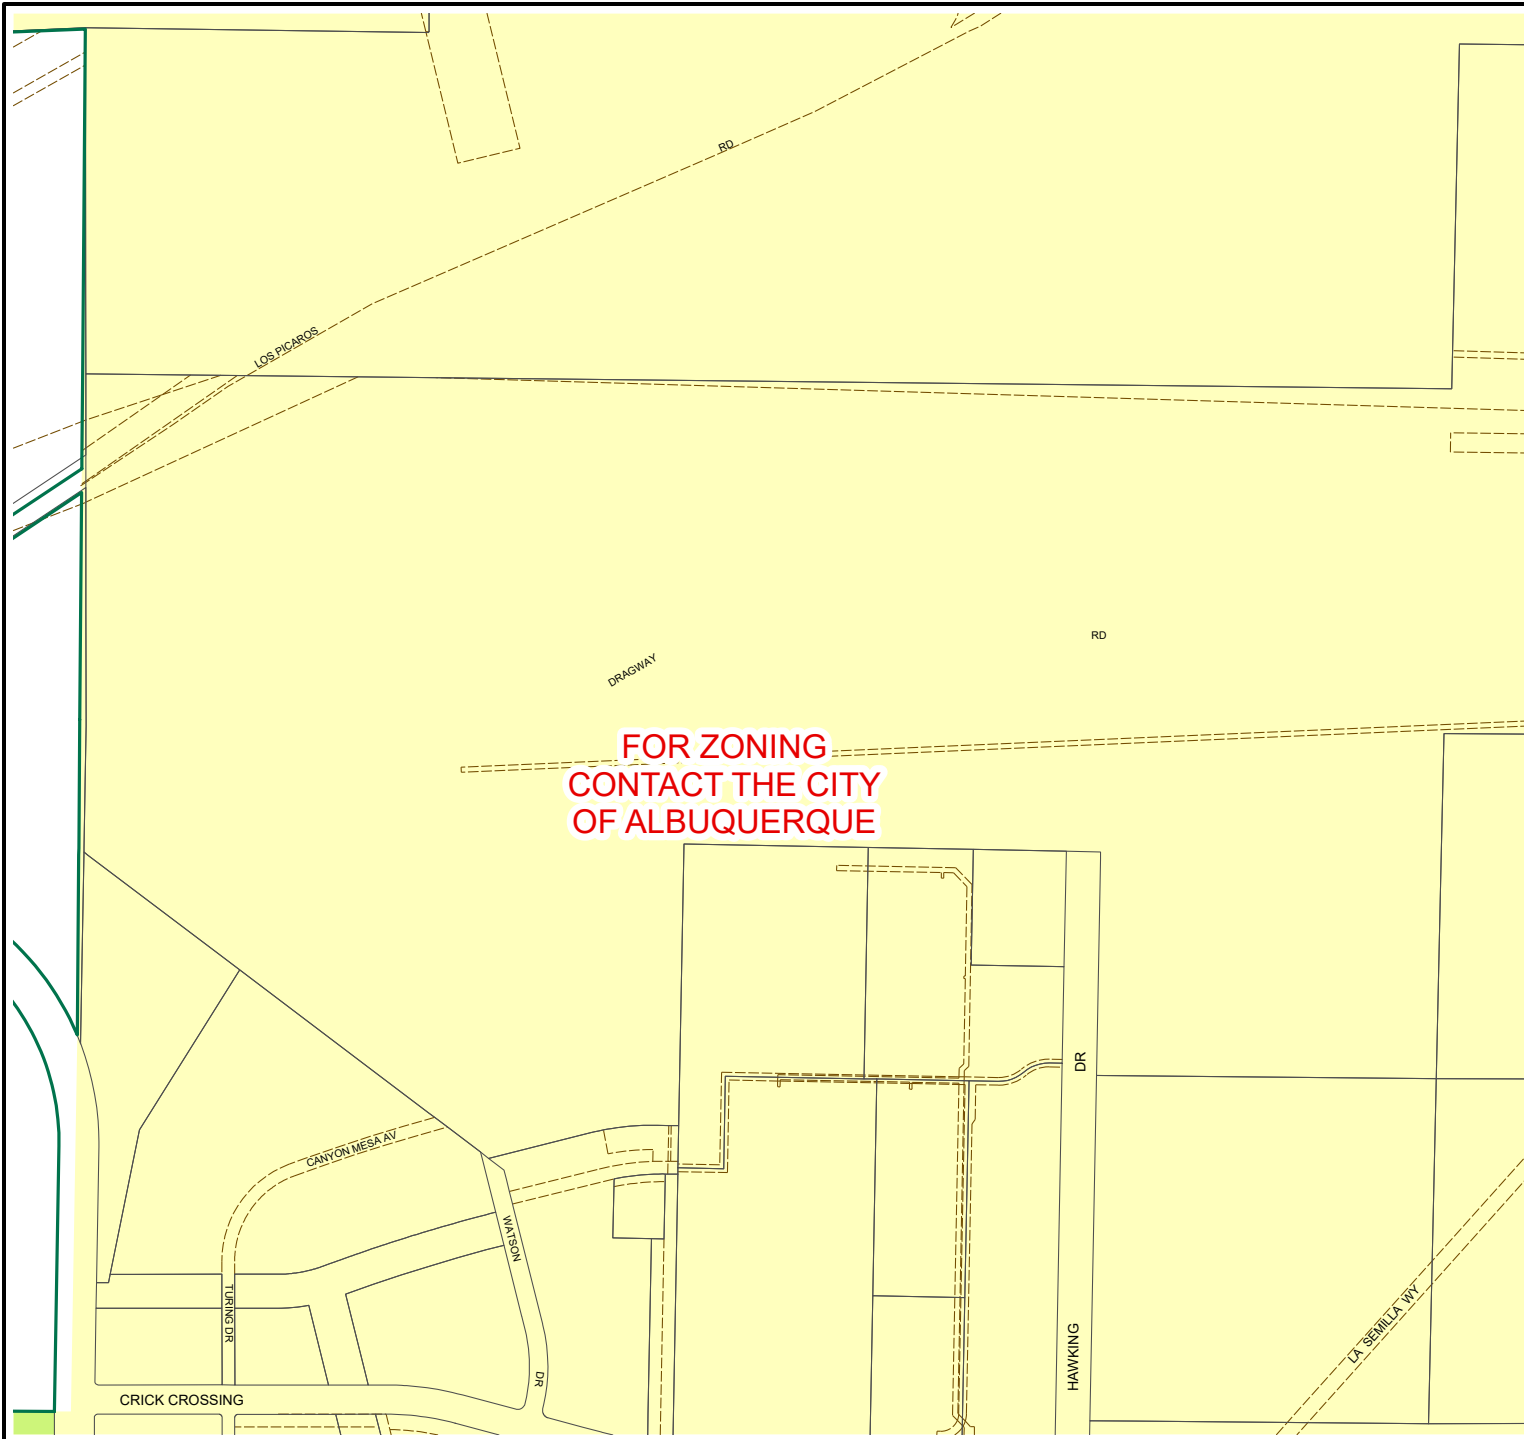 RD
LOS PICAROS
RD
DRAGWAY
FOR ZONING
CONTACT THE CITY
OF ALBUQUERQUE
DR
CANYON MESA AV
WATSON
TURING DR
LA SEMILLA WY
HAWKING
DR
CRICK CROSSING